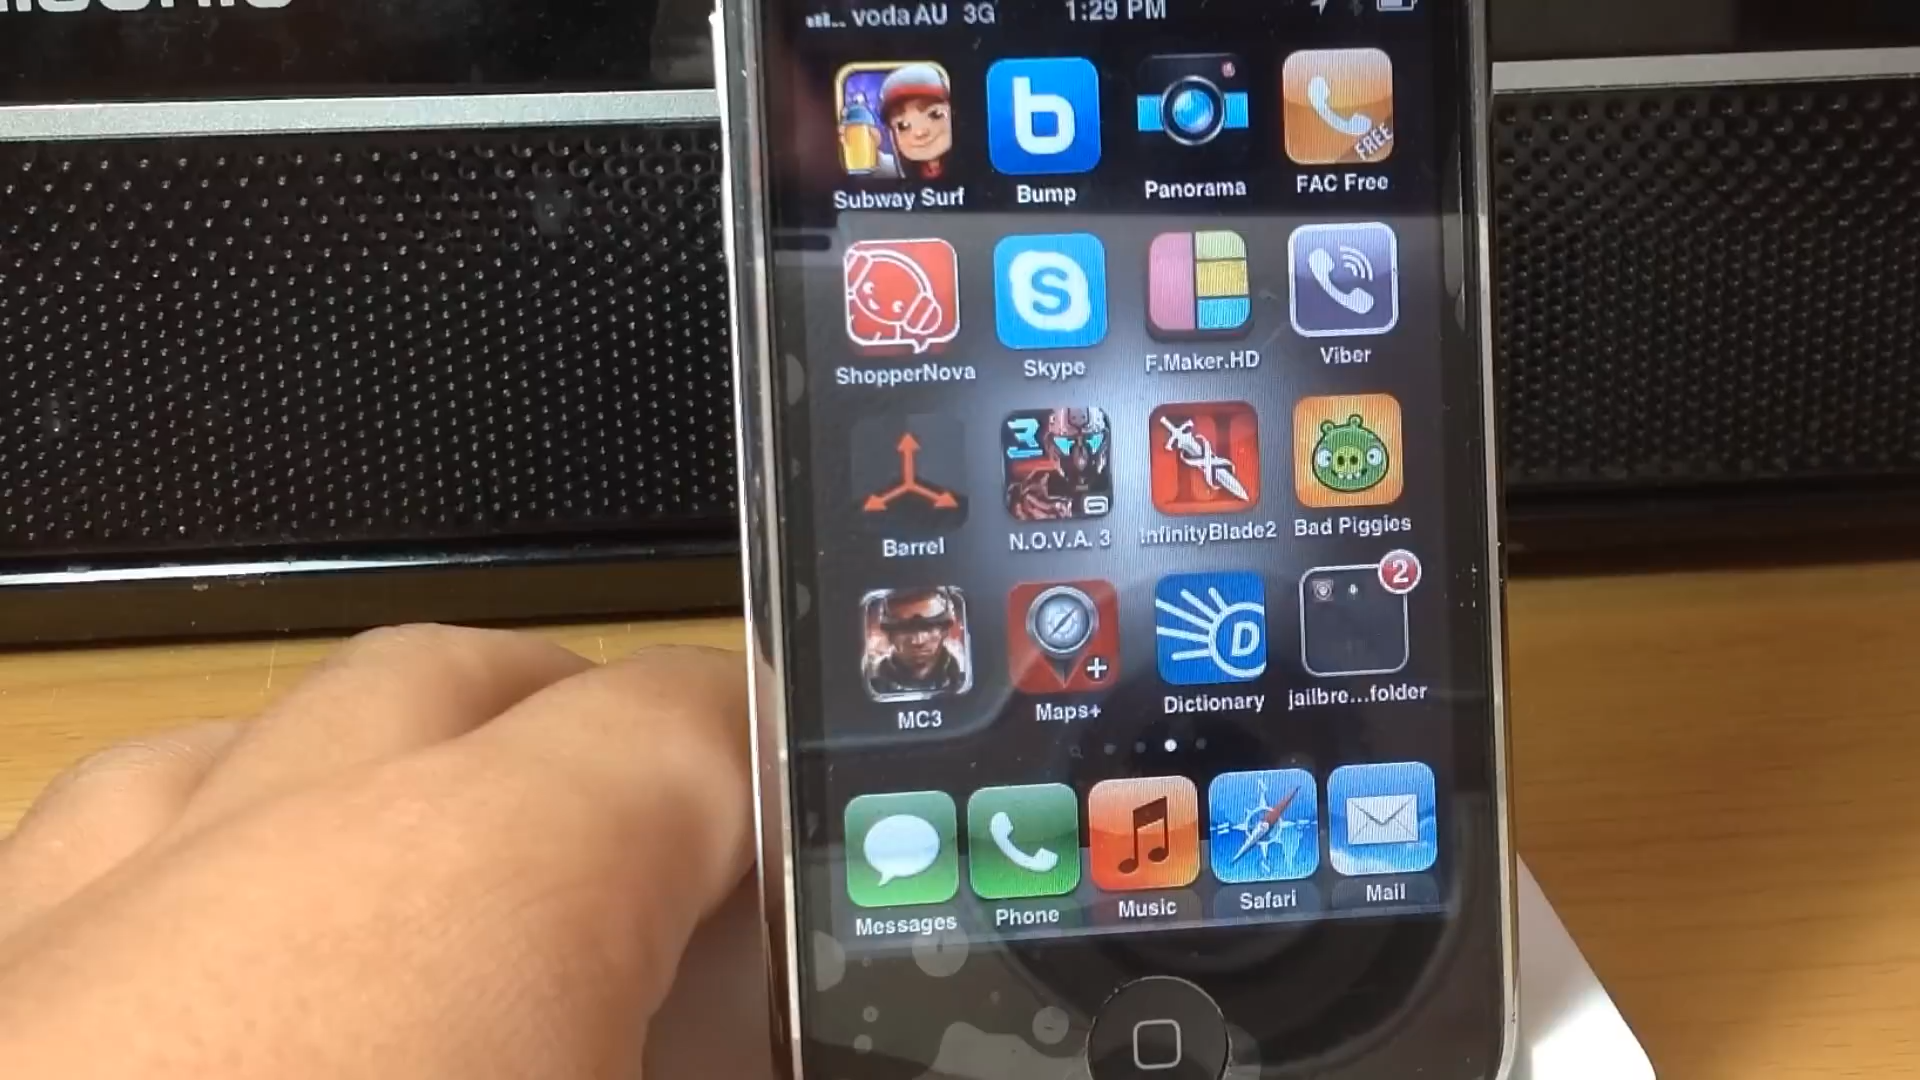 voda AU 3G 1:29 PM
Subway Surf Bump Panorama FAC Free
FREE
ShopperNova Skype F.Maker.HD Viber
Barrel N.O.V.A. 3 InfinityBlade2 Bad Piggies
2
MC3 Maps+ Dictionary jailbre...folder
Messages Phone Music Safari Mail